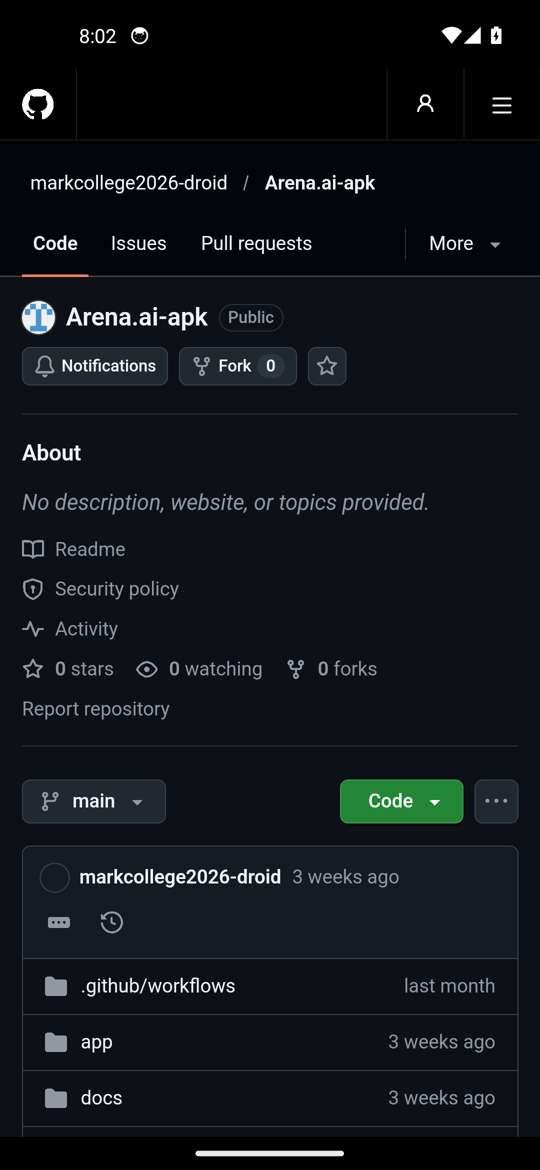 8:02
markcollege2026-droid / Arena.ai-apk
Code Issues Pull requests More
Arena.ai-apk Public
Notifications Fork 0
About
No description, website, or topics provided.
Readme
Security policy
Activity
0 stars 0 watching 0 forks
Report repository
main Code
markcollege2026-droid 3 weeks ago
.github/workflows last month
app 3 weeks ago
docs 3 weeks ago